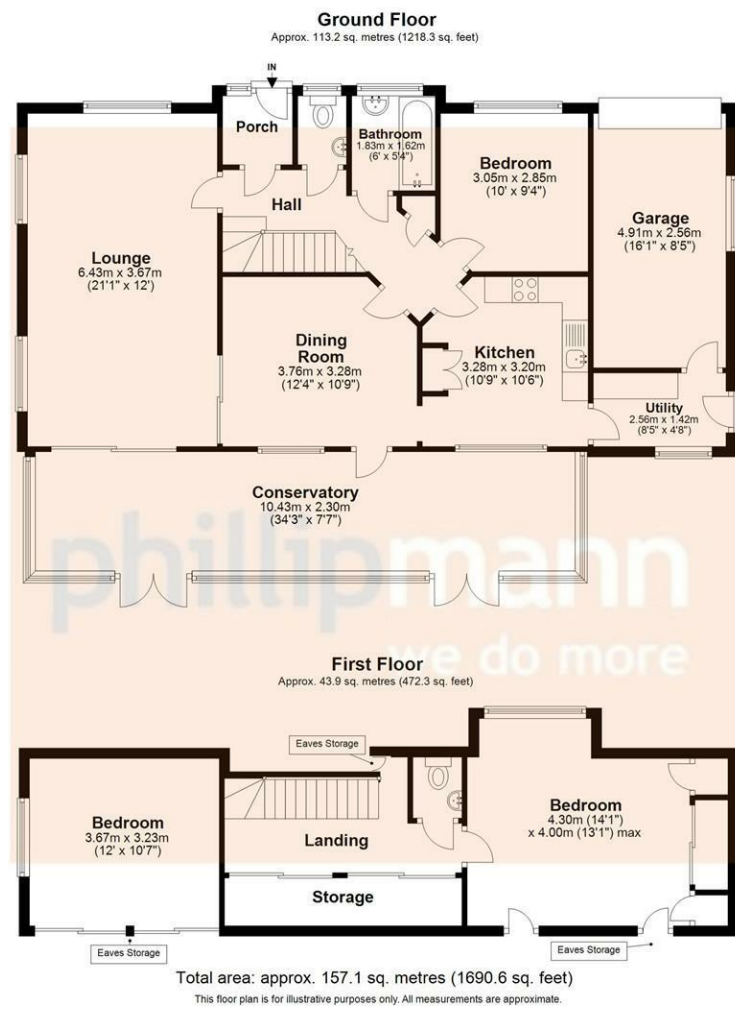 Ground Floor
Approx. 113.2 sq. metres (1218.3 sq. feet)
IN
Porch
Bathroom
1.83m x 1.62m
(6' x 5'4")
Bedroom
3.05m x 2.85m
(10' x 9'4")
Hall
Garage
4.91m x 2.56m
(16'1" x 8'5")
Lounge
6.43m x 3.67m
(21'1" x 12')
Dining
Room
3.76m x 3.28m
(12'4" x 10'9")
Kitchen
3.28m x 3.20m
(10'9" x 10'6")
Utility
2.56m x 1.42m
(8'5" x 4'8")
Conservatory
10.43m x 2.30m
(34'3" x 7'7")
phillipmann
we do more
First Floor
Approx. 43.9 sq. metres (472.3 sq. feet)
Eaves Storage
Bedroom
3.67m x 3.23m
(12' x 10'7")
Landing
Bedroom
4.30m (14'1")
x 4.00m (13'1") max
Storage
Eaves Storage
Eaves Storage
Total area: approx. 157.1 sq. metres (1690.6 sq. feet)
This floor plan is for illustrative purposes only. All measurements are approximate.